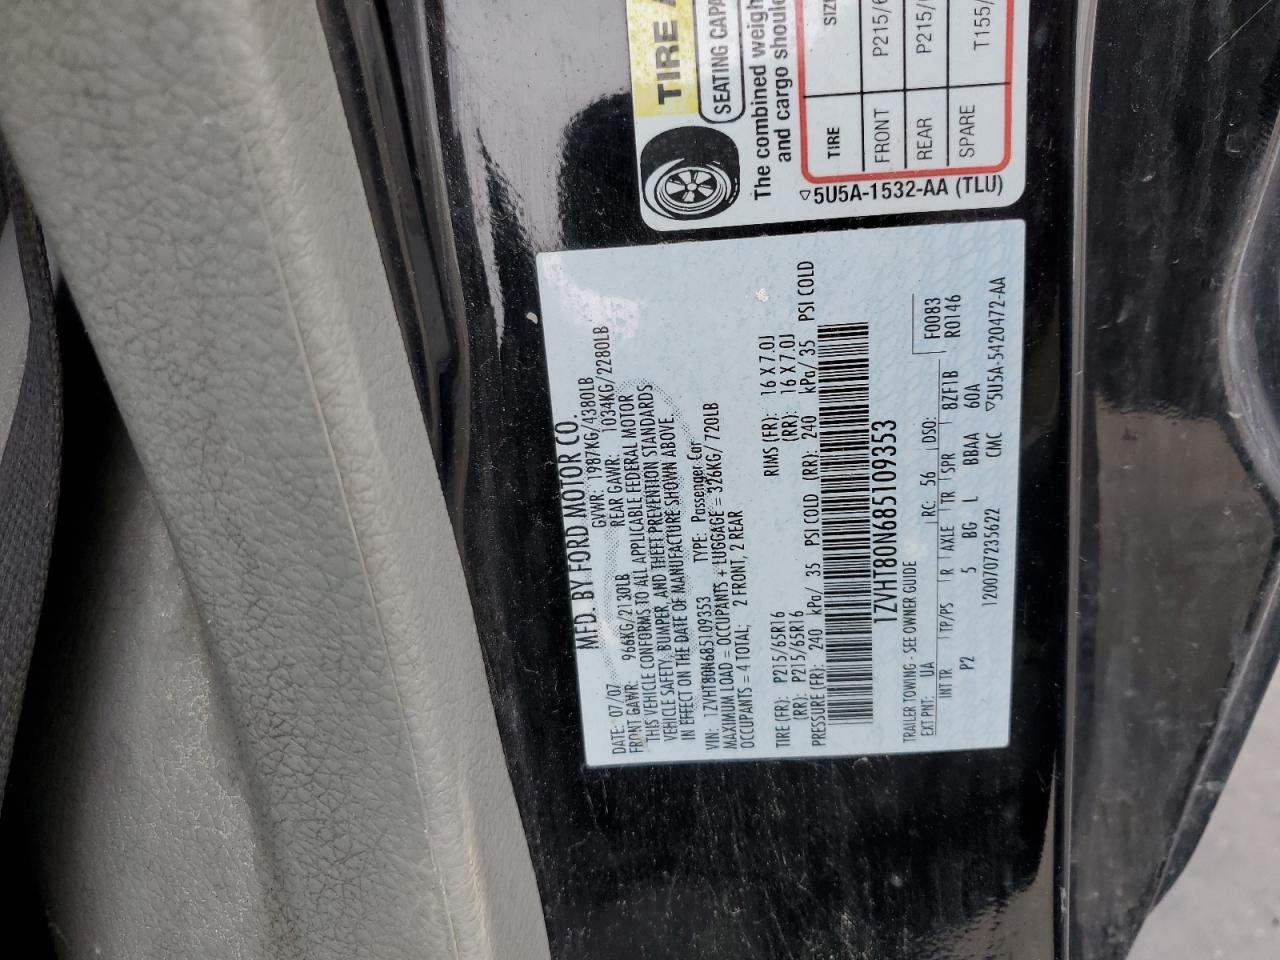 MFD. BY FORD MOTOR CO.
DATE: 07/07 GVWR: 1987KG/4380LB
FRONT GAWR: 966KG/2130LB REAR GAWR: 1034KG/2280LB
THIS VEHICLE CONFORMS TO ALL APPLICABLE FEDERAL MOTOR
VEHICLE SAFETY, BUMPER, AND THEFT PREVENTION STANDARDS
IN EFFECT ON THE DATE OF MANUFACTURE SHOWN ABOVE.
VIN: 1ZVHT80N685109353 TYPE: Passenger Car
MAXIMUM LOAD = OCCUPANTS + LUGGAGE = 326KG/ 720LB
OCCUPANTS = 4 TOTAL; 2 FRONT, 2 REAR
TIRE (FR): P215/65R16 RIMS (FR): 16 X 7.0J
(RR): P215/65R16 (RR): 16 X 7.0J
PRESSURE (FR): 240 kPa/ 35 PSI COLD (RR): 240 kPa/ 35 PSI COLD
1ZVHT80N685109353
TRAILER TOWING - SEE OWNER GUIDE
F0083
EXT PNT: UA RC: 56 DSO: R0146
INT TR TP/PS R AXLE TR SPR 8ZF1B
P2 5 BG L BBAA 60A
1200707235622 CMC ▽5U5A-5420472-AA
TIRE
SEATING CAPA
The combined weigh
and cargo should
TIRE SIZE
FRONT P215/6
REAR P215/
SPARE T155/
▽5U5A-1532-AA (TLU)